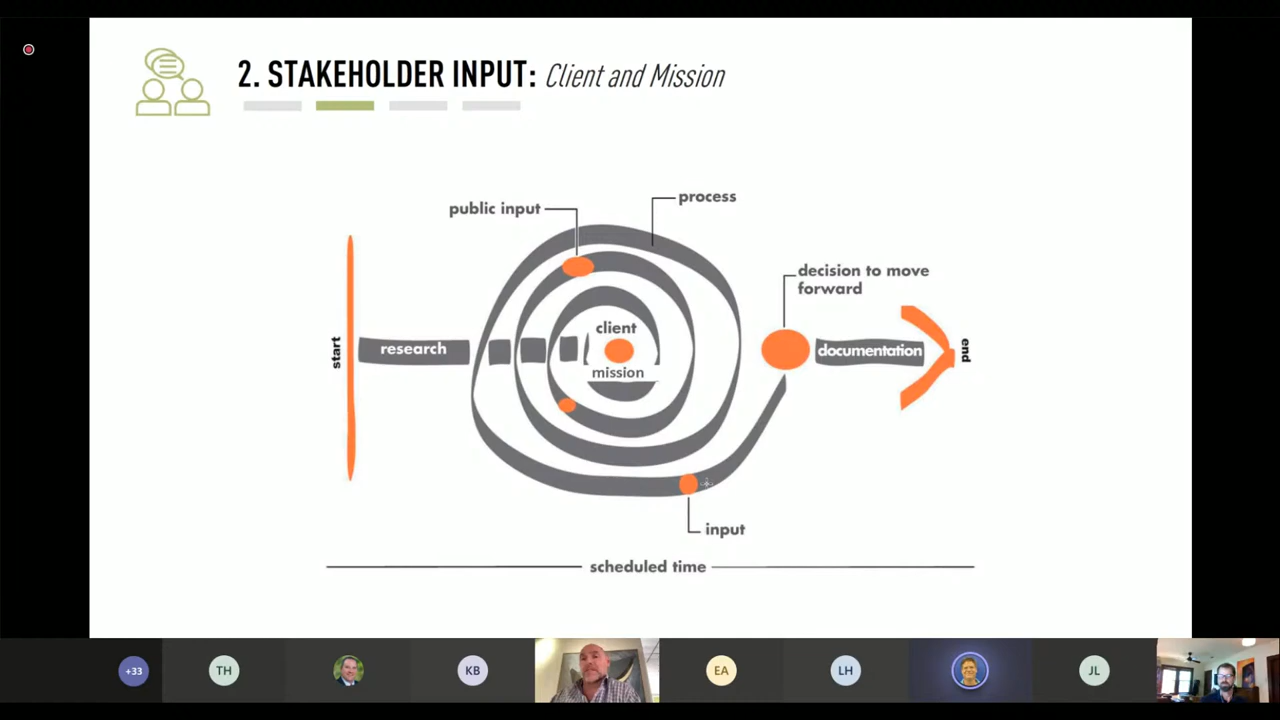 2. STAKEHOLDER INPUT: Client and Mission
process
public input
decision to move
forward
client
start
research
documentation
end
mission
input
scheduled time
+33
TH
KB
EA
LH
JL